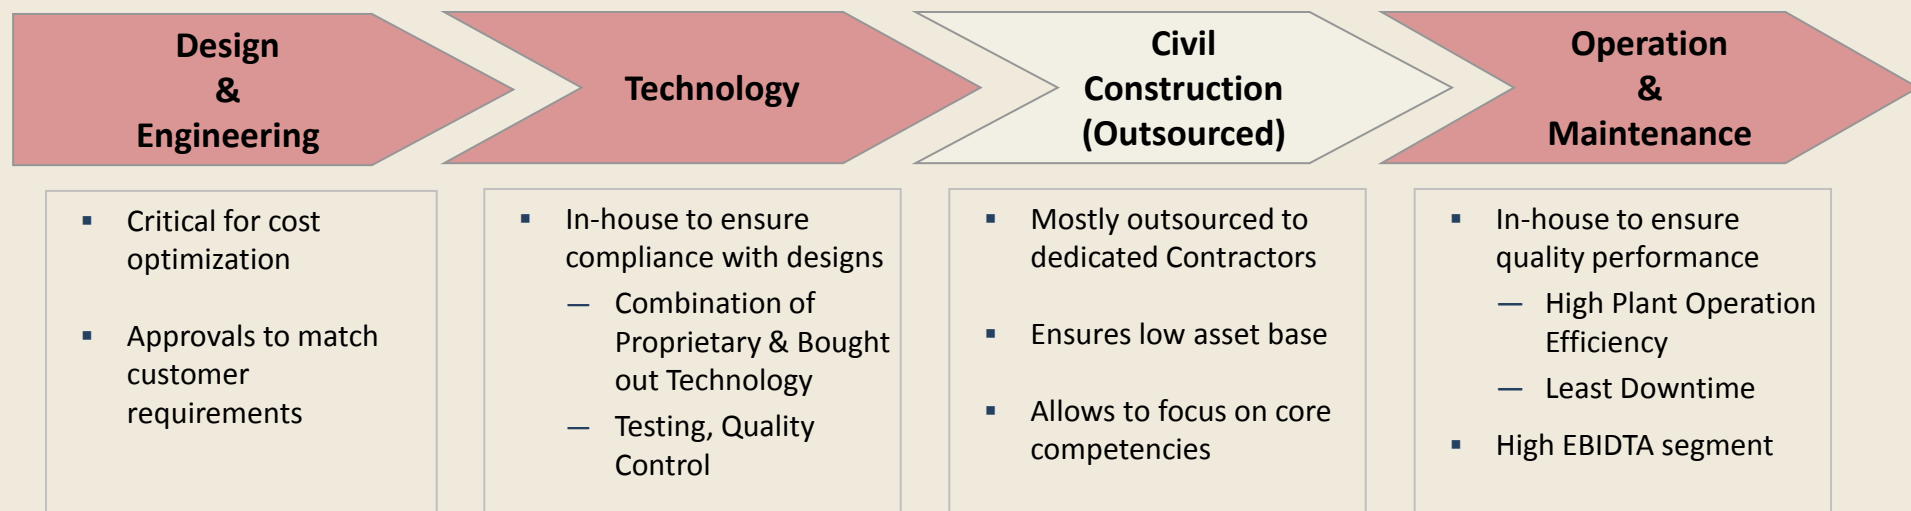 Design
&
Engineering
Technology
Civil
Construction
(Outsourced)
Operation
&
Maintenance
▪ Critical for cost
optimization
▪ Approvals to match
customer
requirements
▪ In-house to ensure
compliance with designs
— Combination of
Proprietary & Bought
out Technology
— Testing, Quality
Control
▪ Mostly outsourced to
dedicated Contractors
▪ Ensures low asset base
▪ Allows to focus on core
competencies
▪ In-house to ensure
quality performance
— High Plant Operation
Efficiency
— Least Downtime
▪ High EBIDTA segment